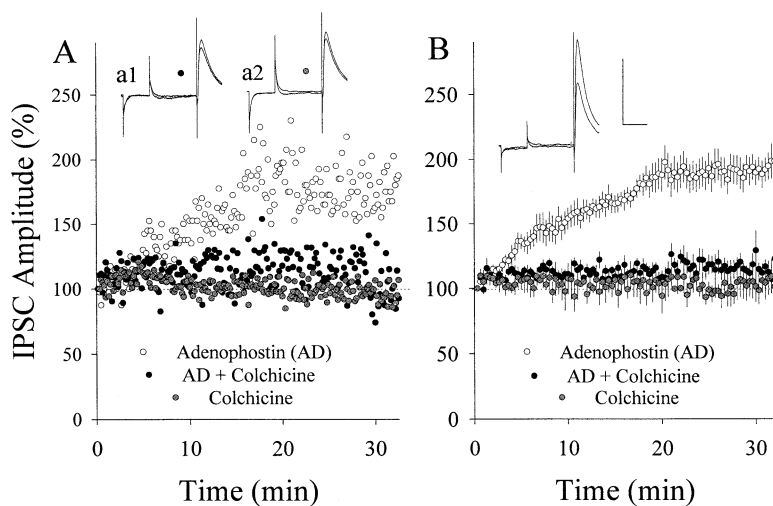 A
a1
a2
B
IPSC Amplitude (%)
250
200
150
100
50
0
Adenophostin (AD)
AD + Colchicine
Colchicine
0
10
20
30
Time (min)
250
200
150
100
50
0
Adenophostin (AD)
AD + Colchicine
Colchicine
0
10
20
30
Time (min)